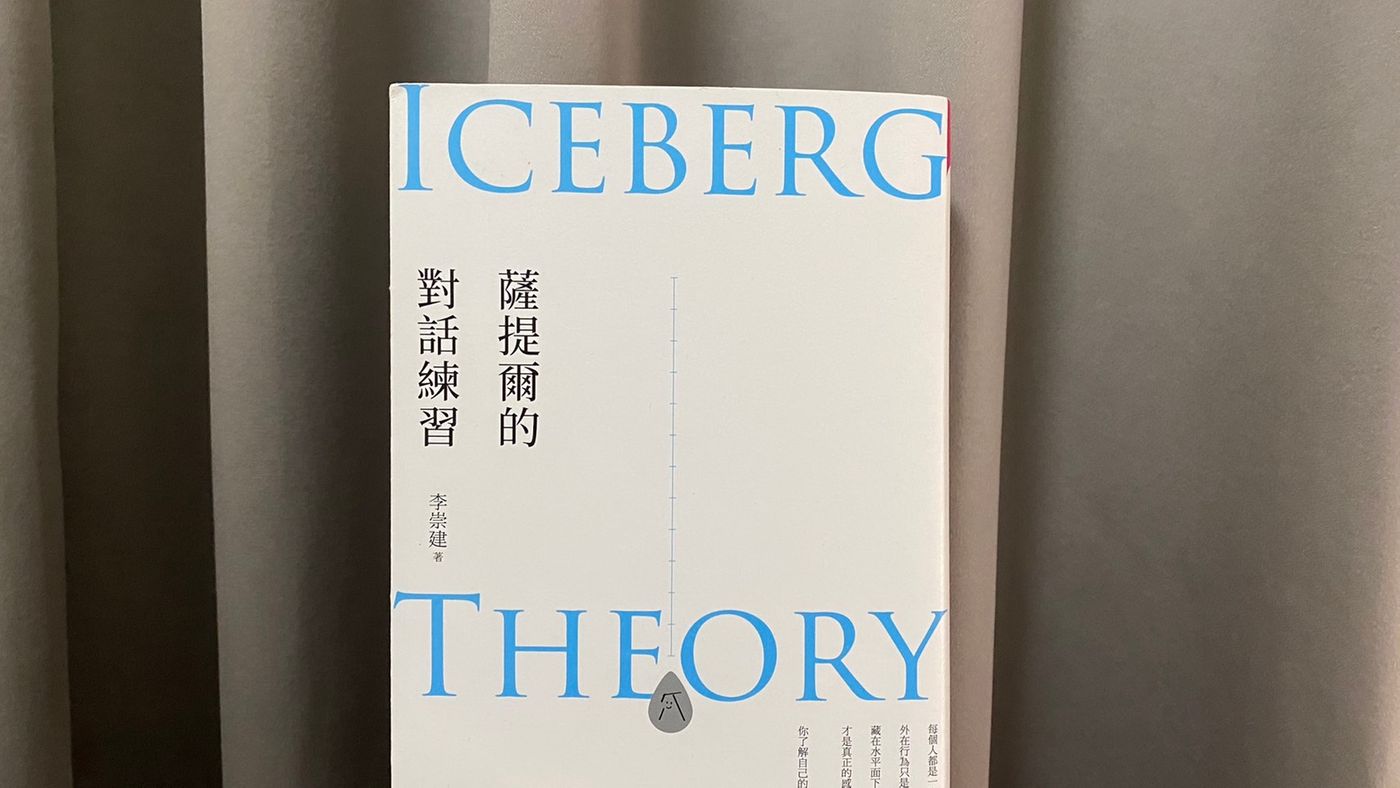 ICEBERG
薩提爾的
對話練習
李崇建 著
THEORY
每個人都是一
外在行為只是
藏在水平面下
才是真正的感
你了解自己的